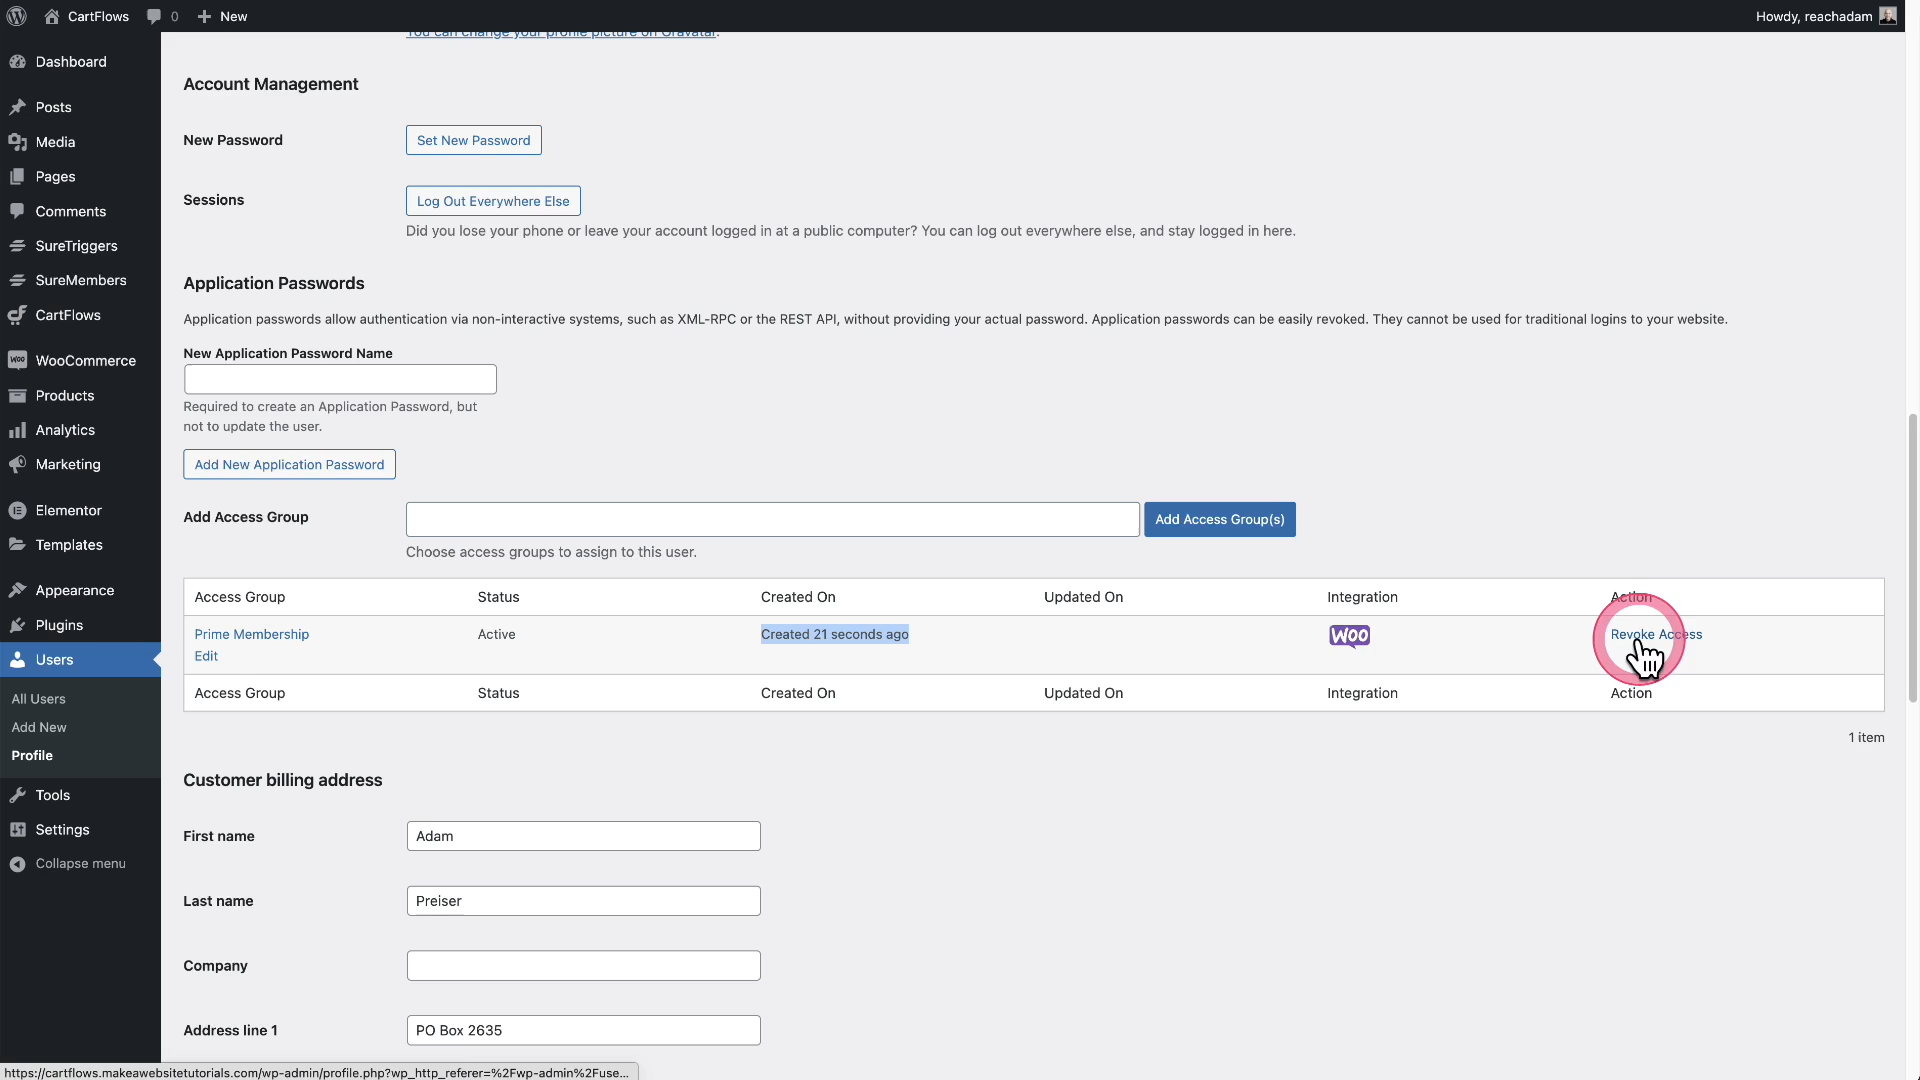 CartFlows
0
New
Howdy, reachadam
Dashboard
Posts
Media
Pages
Comments
SureTriggers
SureMembers
CartFlows
WooCommerce
Products
Analytics
Marketing
Elementor
Templates
Appearance
Plugins
Users
All Users
Add New
Profile
Tools
Settings
Collapse menu
You can change your profile picture on Gravatar.
Account Management
New Password
Set New Password
Sessions
Log Out Everywhere Else
Did you lose your phone or leave your account logged in at a public computer? You can log out everywhere else, and stay logged in here.
Application Passwords
Application passwords allow authentication via non-interactive systems, such as XML-RPC or the REST API, without providing your actual password. Application passwords can be easily revoked. They cannot be used for traditional logins to your website.
New Application Password Name
Required to create an Application Password, but
not to update the user.
Add New Application Password
Add Access Group
Add Access Group(s)
Choose access groups to assign to this user.
Access Group Status Created On Updated On Integration Action
Prime Membership Active Created 21 seconds ago WOO Revoke Access
Edit
Access Group Status Created On Updated On Integration Action
1 item
Customer billing address
First name
Adam
Last name
Preiser
Company
Address line 1
PO Box 2635
https://cartflows.makeawebsitetutorials.com/wp-admin/profile.php?wp_http_referer=%2Fwp-admin%2Fuse...